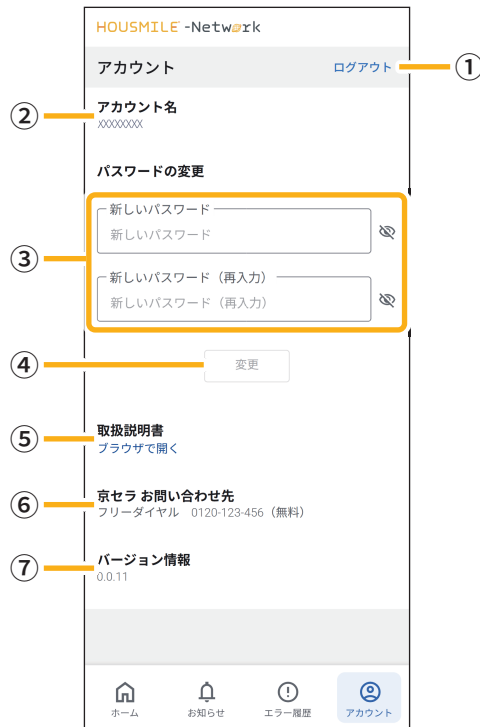 HOUSMILE -Network
アカウント
ログアウト
①
②
アカウント名
XXXXXXXX
パスワードの変更
③
新しいパスワード
新しいパスワード
新しいパスワード（再入力）
新しいパスワード（再入力）
④
変更
⑤
取扱説明書
ブラウザで開く
⑥
京セラ お問い合わせ先
フリーダイヤル 0120-123-456（無料）
⑦
バージョン情報
0.0.11
ホーム
お知らせ
エラー履歴
アカウント